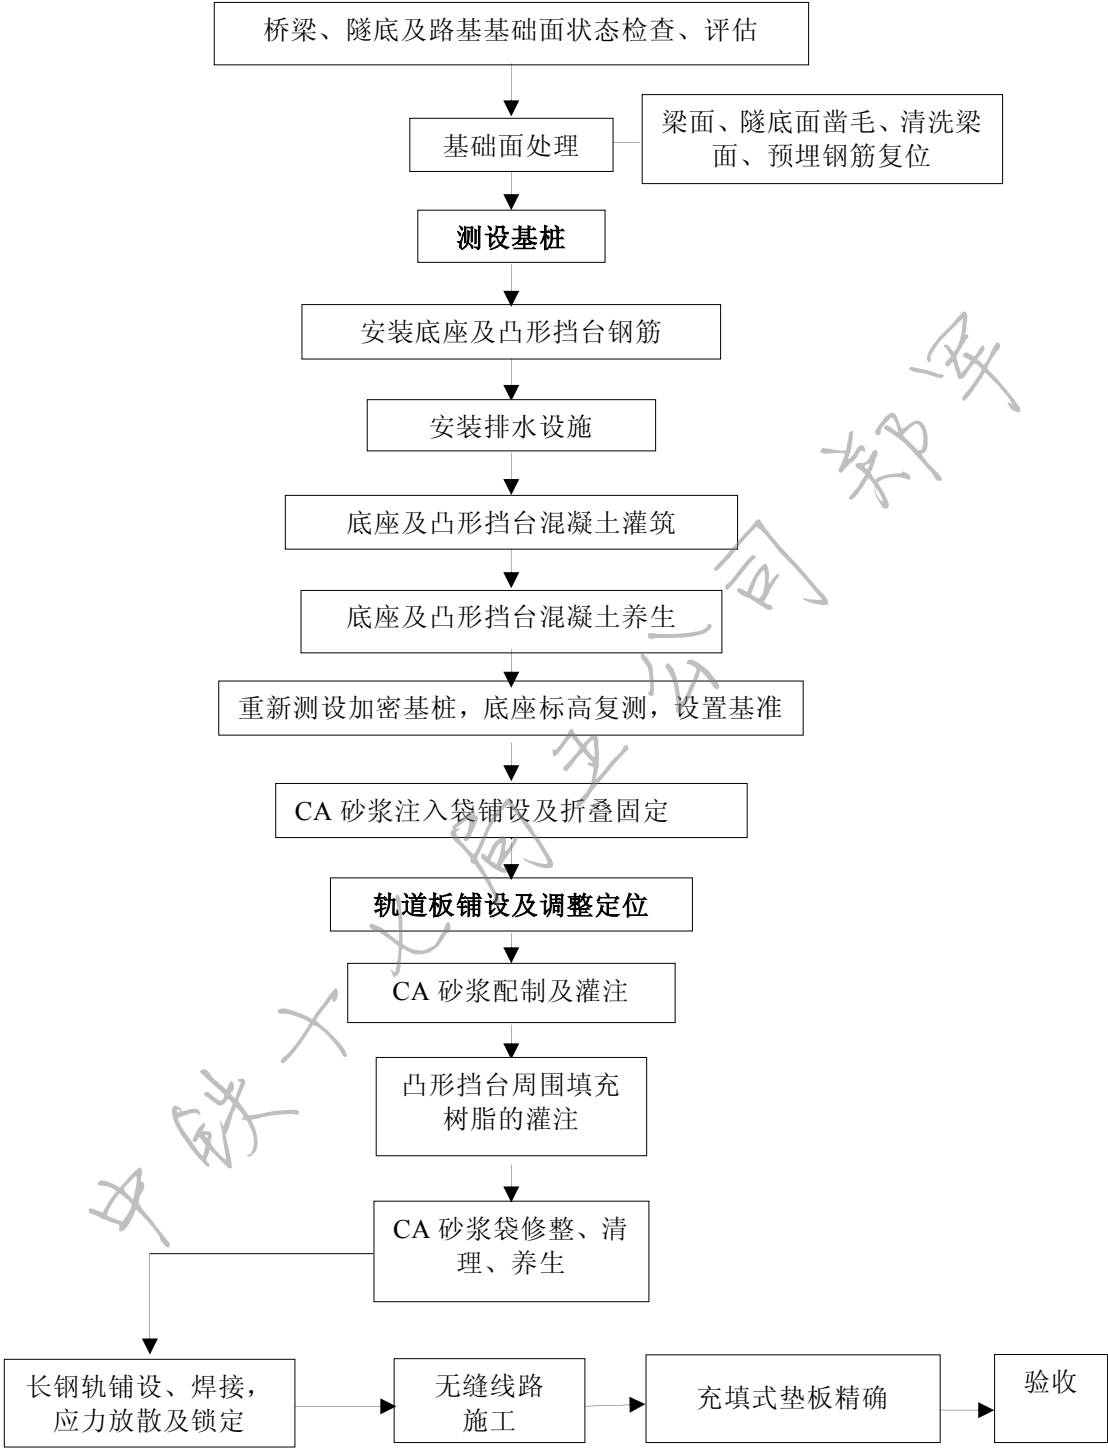 桥梁、隧底及路基基础面状态检查、评估
基础面处理
梁面、隧底面凿毛、清洗梁
面、预埋钢筋复位
测设基桩
安装底座及凸形挡台钢筋
安装排水设施
底座及凸形挡台混凝土灌筑
底座及凸形挡台混凝土养生
重新测设加密基桩，底座标高复测，设置基准
CA 砂浆注入袋铺设及折叠固定
轨道板铺设及调整定位
CA 砂浆配制及灌注
凸形挡台周围填充
树脂的灌注
CA 砂浆袋修整、清
理、养生
长钢轨铺设、焊接，
应力放散及锁定
无缝线路
施工
充填式垫板精确
验收
中铁十七局五公司 郑军